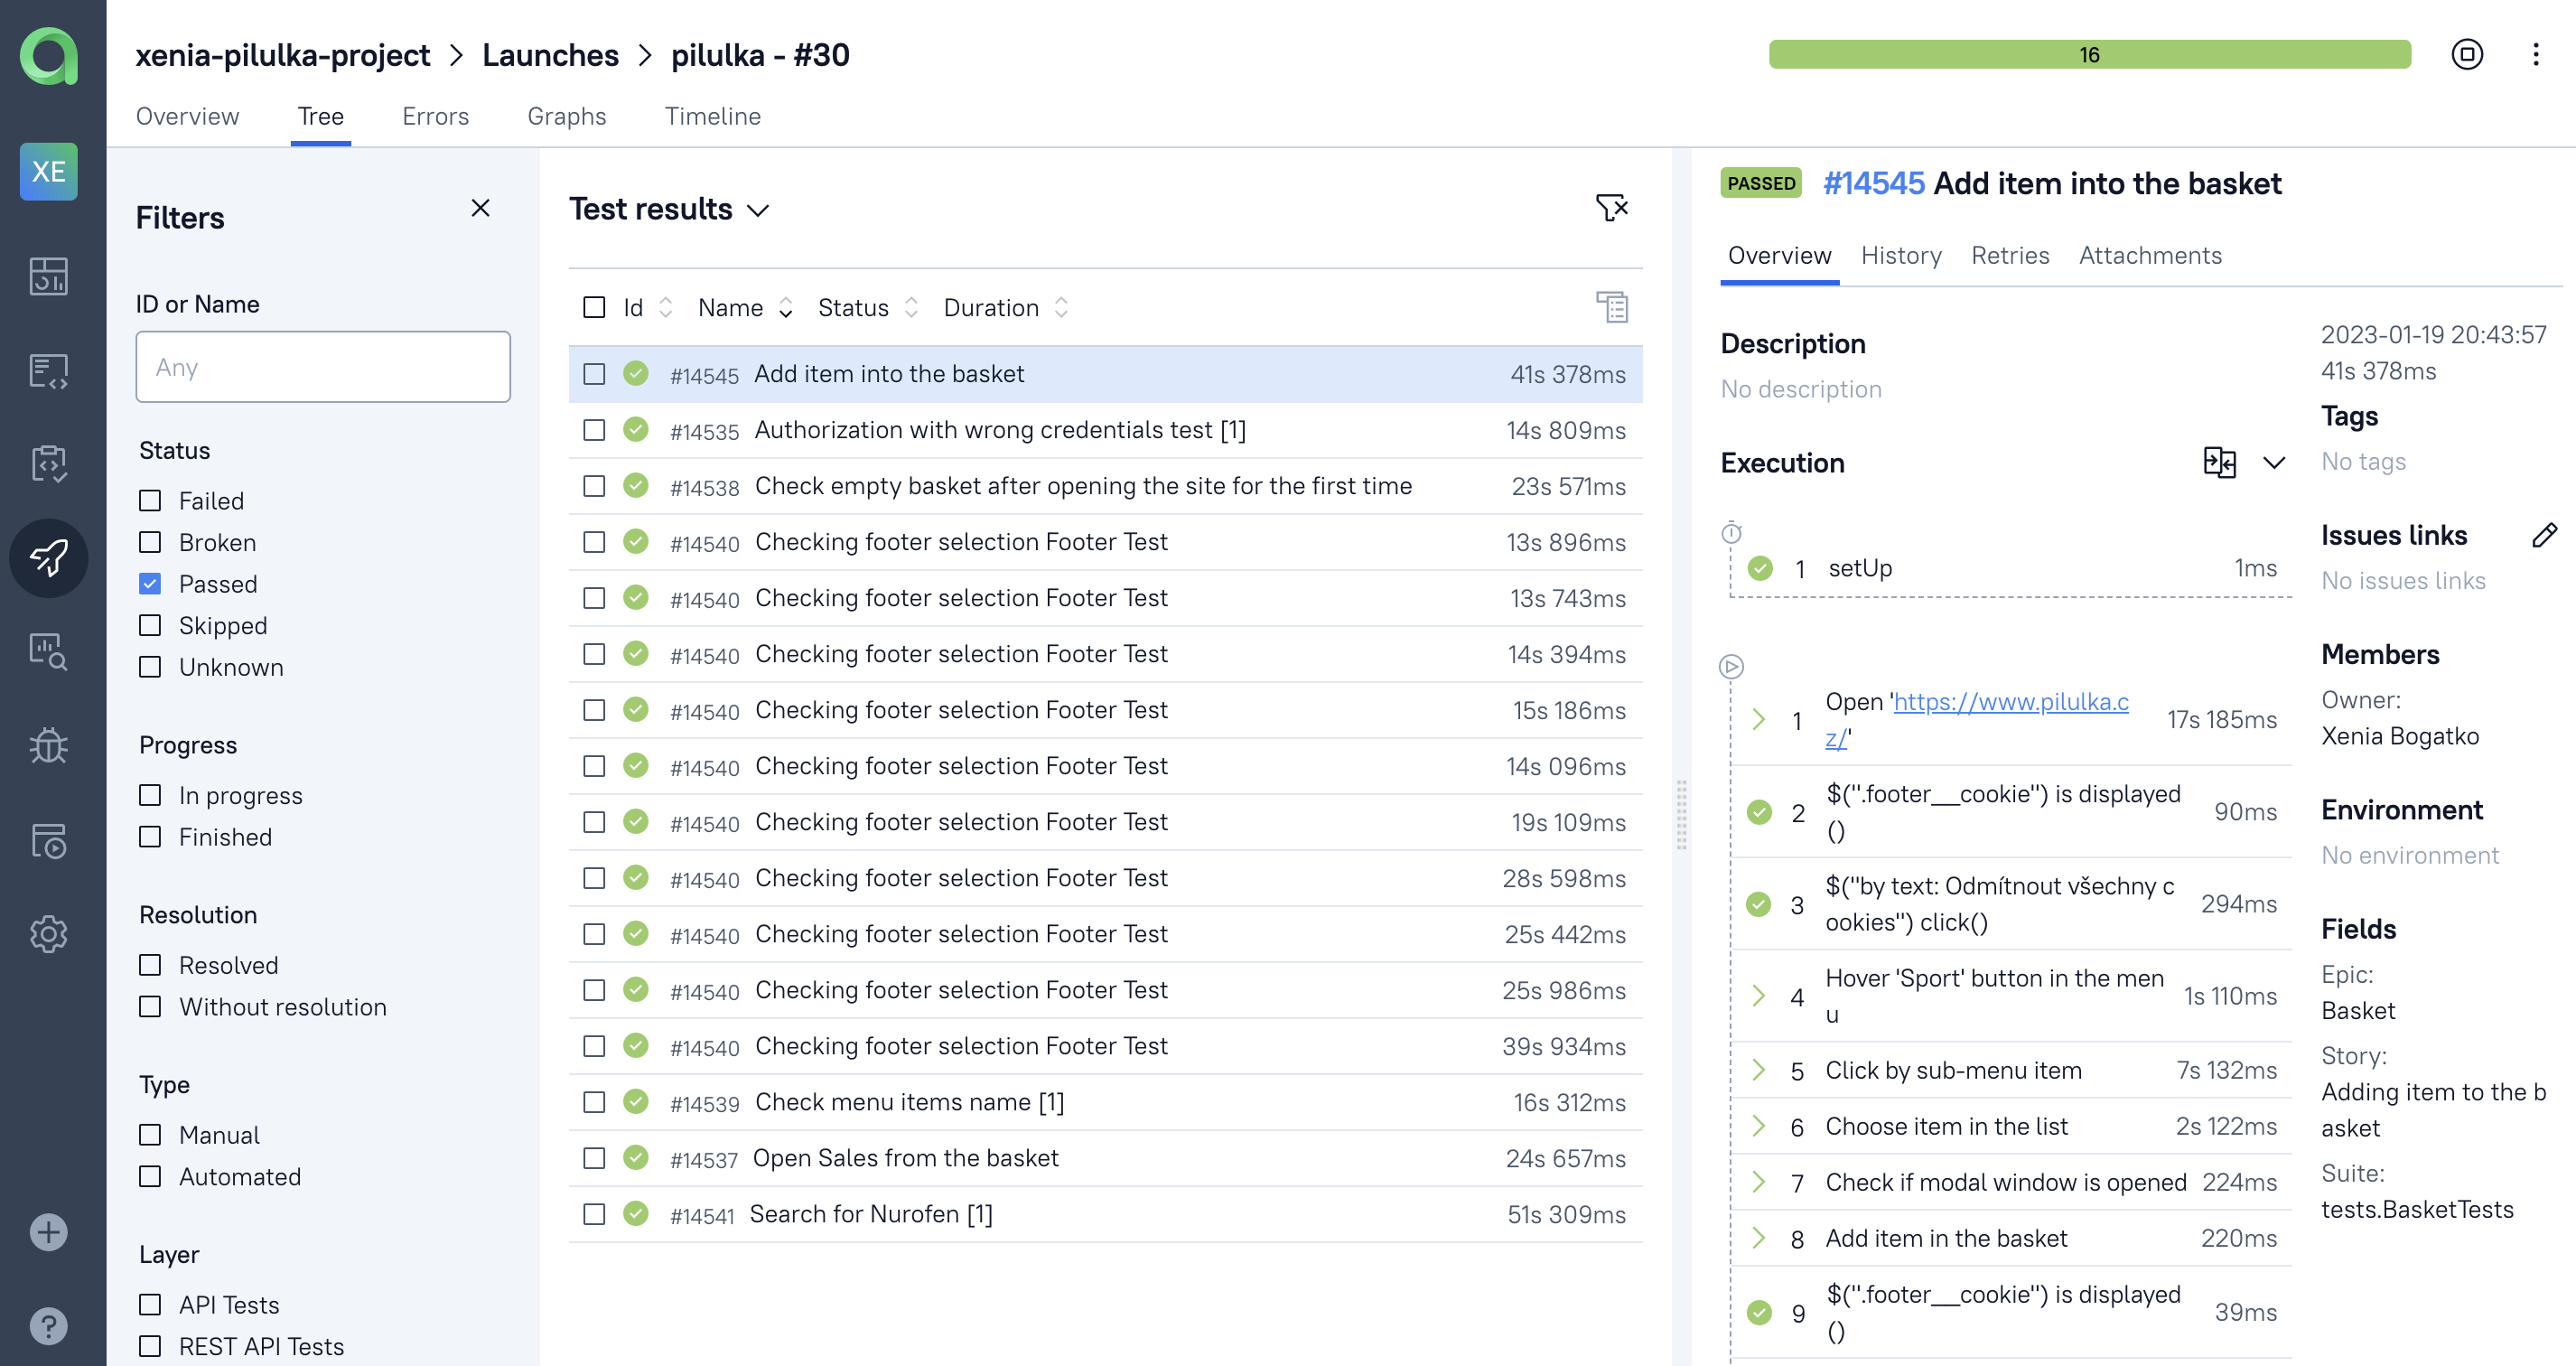 xenia-pilulka-project > Launches > pilulka - #30
16
Overview Tree Errors Graphs Timeline
XE
Filters
ID or Name
Any
Status
Failed
Broken
Passed
Skipped
Unknown
Progress
In progress
Finished
Resolution
Resolved
Without resolution
Type
Manual
Automated
Layer
API Tests
REST API Tests
Test results
Id Name Status Duration
#14545 Add item into the basket 41s 378ms
#14535 Authorization with wrong credentials test [1] 14s 809ms
#14538 Check empty basket after opening the site for the first time 23s 571ms
#14540 Checking footer selection Footer Test 13s 896ms
#14540 Checking footer selection Footer Test 13s 743ms
#14540 Checking footer selection Footer Test 14s 394ms
#14540 Checking footer selection Footer Test 15s 186ms
#14540 Checking footer selection Footer Test 14s 096ms
#14540 Checking footer selection Footer Test 19s 109ms
#14540 Checking footer selection Footer Test 28s 598ms
#14540 Checking footer selection Footer Test 25s 442ms
#14540 Checking footer selection Footer Test 25s 986ms
#14540 Checking footer selection Footer Test 39s 934ms
#14539 Check menu items name [1] 16s 312ms
#14537 Open Sales from the basket 24s 657ms
#14541 Search for Nurofen [1] 51s 309ms
PASSED #14545 Add item into the basket
Overview History Retries Attachments
Description
No description
Execution
1 setUp 1ms
1 Open 'https://www.pilulka.c
z/' 17s 185ms
2 $(".footer__cookie") is displayed
() 90ms
3 $("by text: Odmítnout všechny c
ookies") click() 294ms
4 Hover 'Sport' button in the men
u 1s 110ms
5 Click by sub-menu item 7s 132ms
6 Choose item in the list 2s 122ms
7 Check if modal window is opened 224ms
8 Add item in the basket 220ms
9 $(".footer__cookie") is displayed
() 39ms
2023-01-19 20:43:57
41s 378ms
Tags
No tags
Issues links
No issues links
Members
Owner:
Xenia Bogatko
Environment
No environment
Fields
Epic:
Basket
Story:
Adding item to the b
asket
Suite:
tests.BasketTests